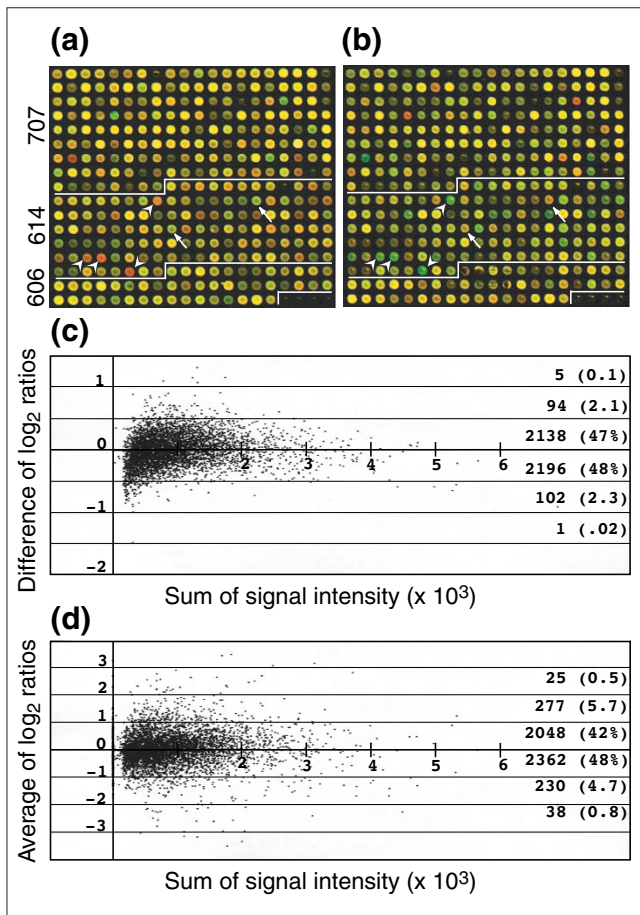 (a)
(b)
707
614
606
(c)
Difference of log2 ratios
1
0
-1
-2
1 2 3 4 5 6
5 (0.1)
94 (2.1)
2138 (47%)
2196 (48%)
102 (2.3)
1 (.02)
Sum of signal intensity (x 10³)
(d)
Average of log2 ratios
3
2
1
0
-1
-2
-3
1 2 3 4 5 6
25 (0.5)
277 (5.7)
2048 (42%)
2362 (48%)
230 (4.7)
38 (0.8)
Sum of signal intensity (x 10³)